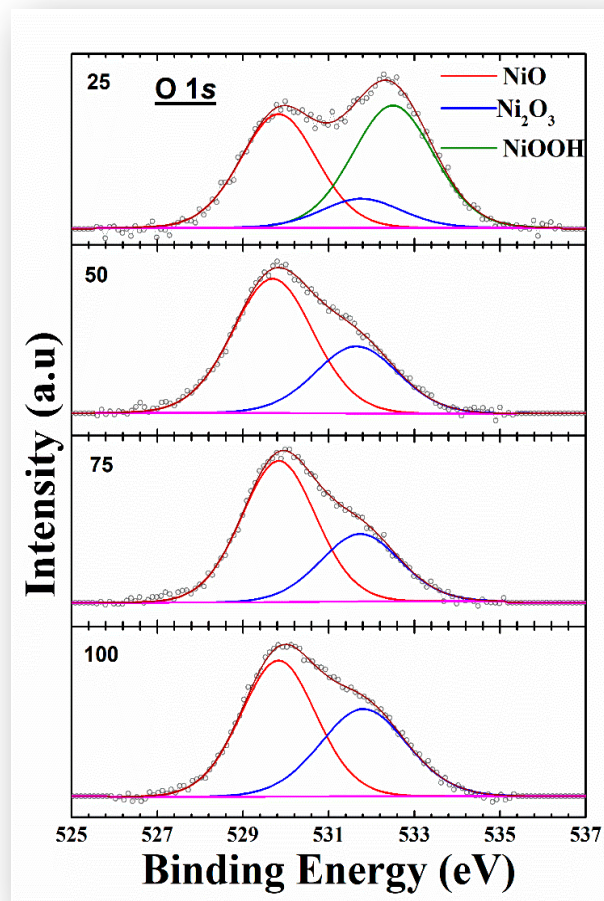 25
O 1s
NiO
Ni₂O₃
NiOOH
50
75
100
Intensity (a.u)
525 527 529 531 533 535 537
Binding Energy (eV)